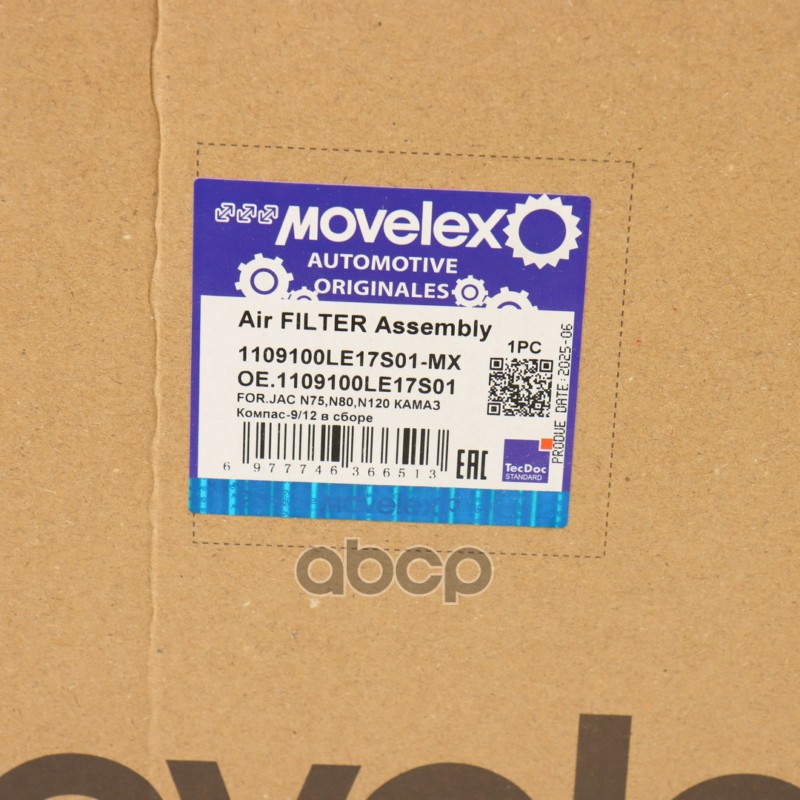 MOVELEX
AUTOMOTIVE
ORIGINALES
Air FILTER Assembly
1109100LE17S01-MX
OE.1109100LE17S01
FOR.JAC N75,N80,N120 КАМАЗ
Компас-9/12 в сборе
1PC
PRODUE DATE:2025-06
6 977746 366513
EAC
TecDoc
STANDARD
MOVELEX
abcp
ovele